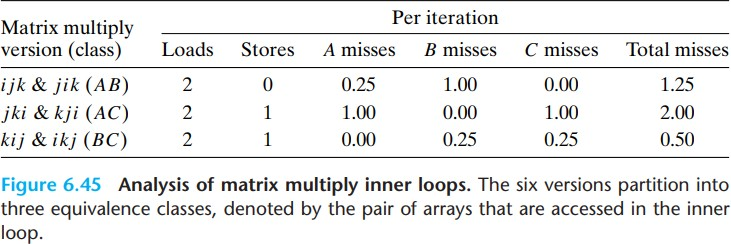 Matrix multiply Per iteration
version (class) Loads Stores A misses B misses C misses Total misses
ijk & jik (AB) 2 0 0.25 1.00 0.00 1.25
jki & kji (AC) 2 1 1.00 0.00 1.00 2.00
kij & ikj (BC) 2 1 0.00 0.25 0.25 0.50
Figure 6.45 Analysis of matrix multiply inner loops. The six versions partition into
three equivalence classes, denoted by the pair of arrays that are accessed in the inner
loop.